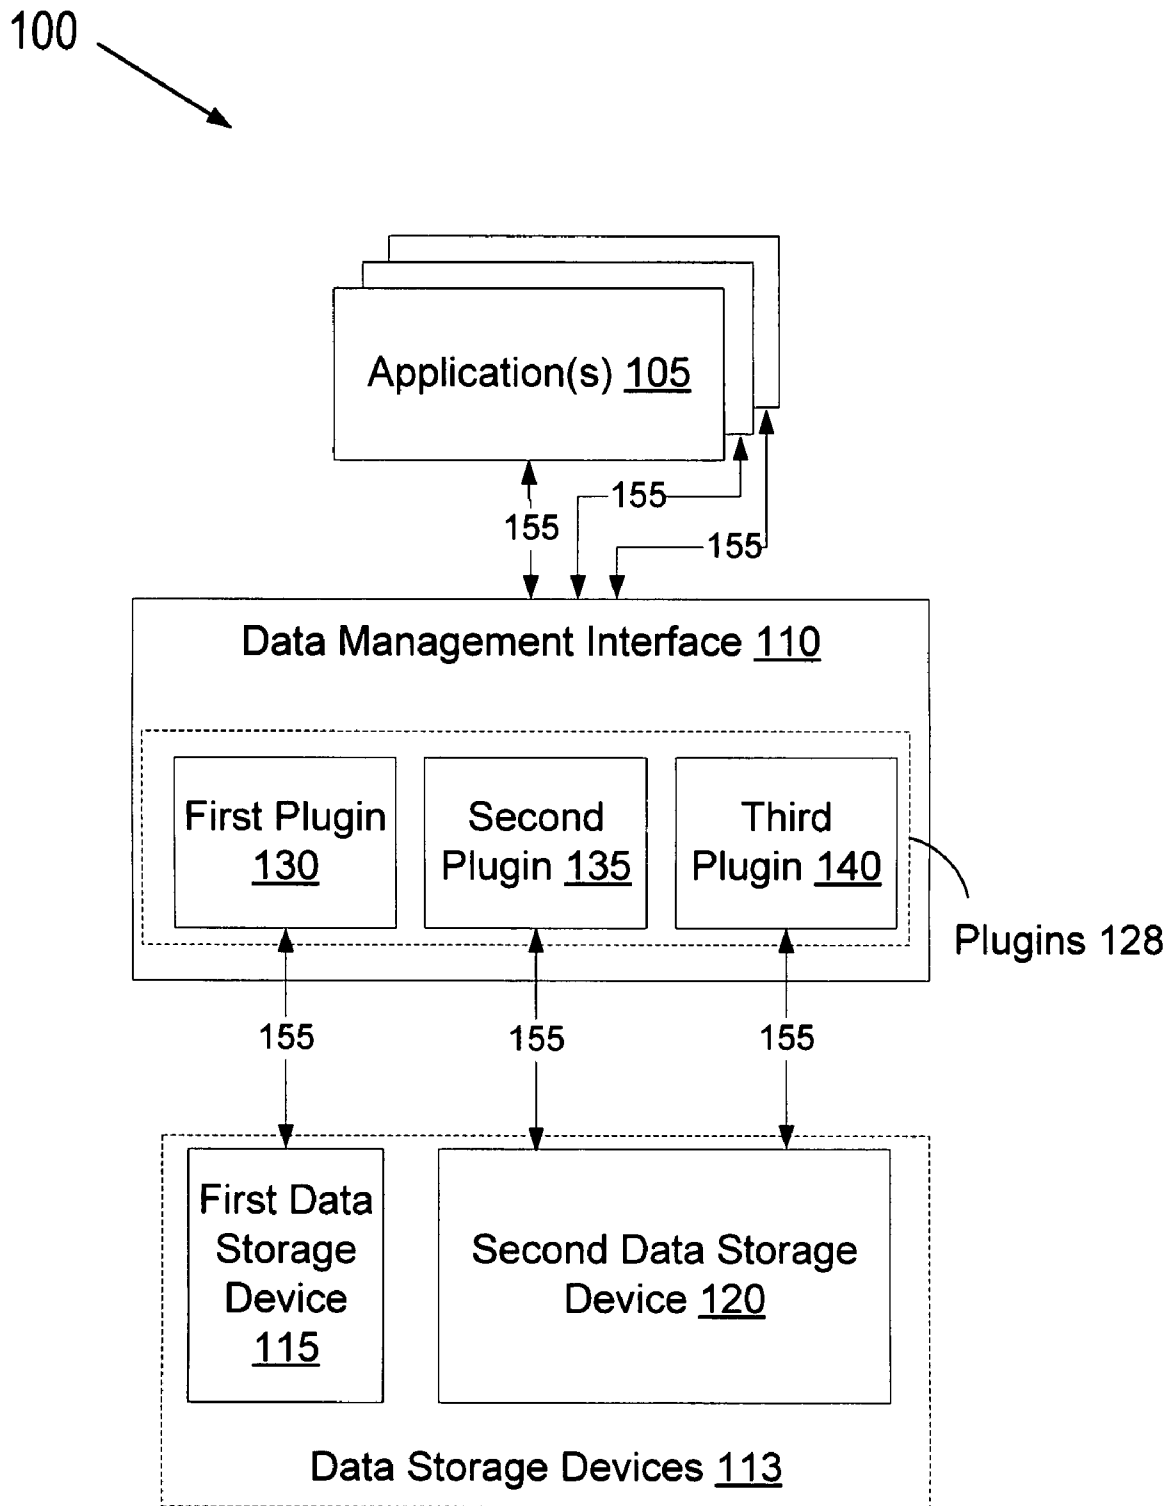 100
Application(s) 105
155
155
155
Data Management Interface 110
First Plugin
130
Second
Plugin 135
Third
Plugin 140
Plugins 128
155
155
155
First Data
Storage
Device
115
Second Data Storage
Device 120
Data Storage Devices 113